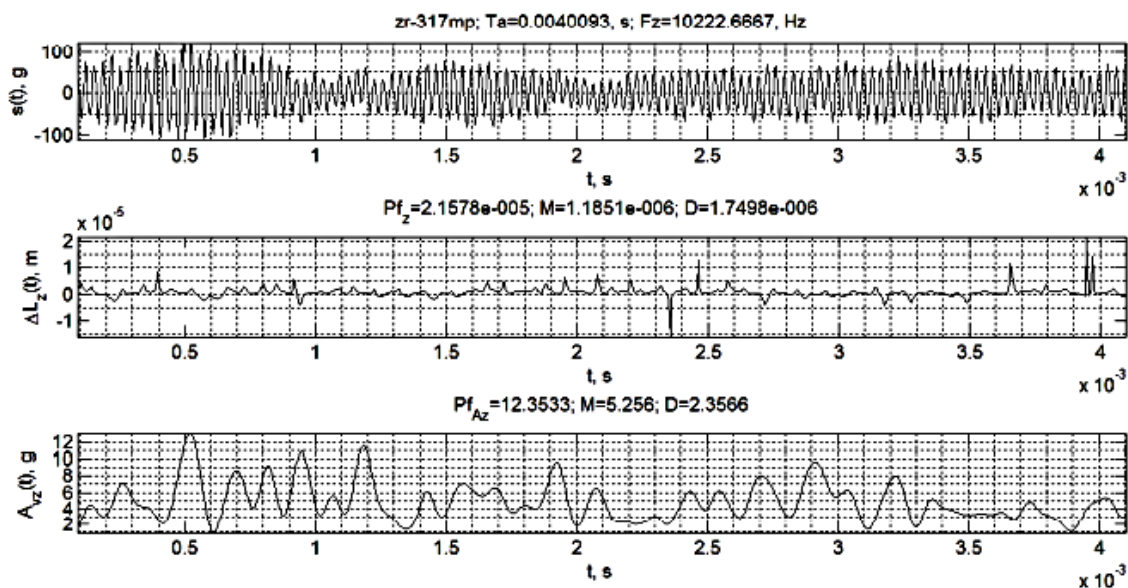 zr-317mp; Ta=0.0040093, s; Fz=10222.6667, Hz
s(t), g
100
0
-100
0.5 1 1.5 2 2.5 3 3.5 4
t, s
x 10⁻³
Pf_z=2.1578e-005; M=1.1851e-006; D=1.7498e-006
x 10⁻⁵
ΔL_z(t), m
2
1
0
-1
0.5 1 1.5 2 2.5 3 3.5 4
t, s
x 10⁻³
Pf_Az=12.3533; M=5.256; D=2.3566
A_vz(t), g
12
10
8
6
4
2
0.5 1 1.5 2 2.5 3 3.5 4
t, s
x 10⁻³